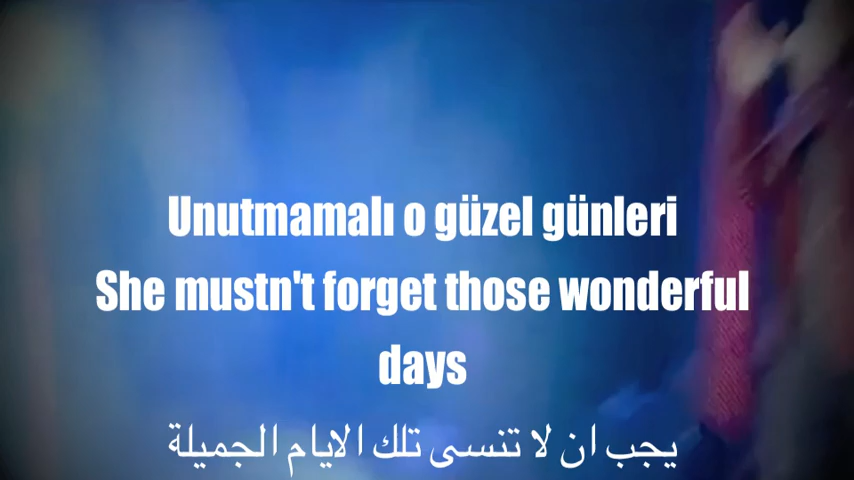 Unutmamalı o güzel günleri
She mustn't forget those wonderful
days
يجب ان لا تنسى تلك الايام الجميلة